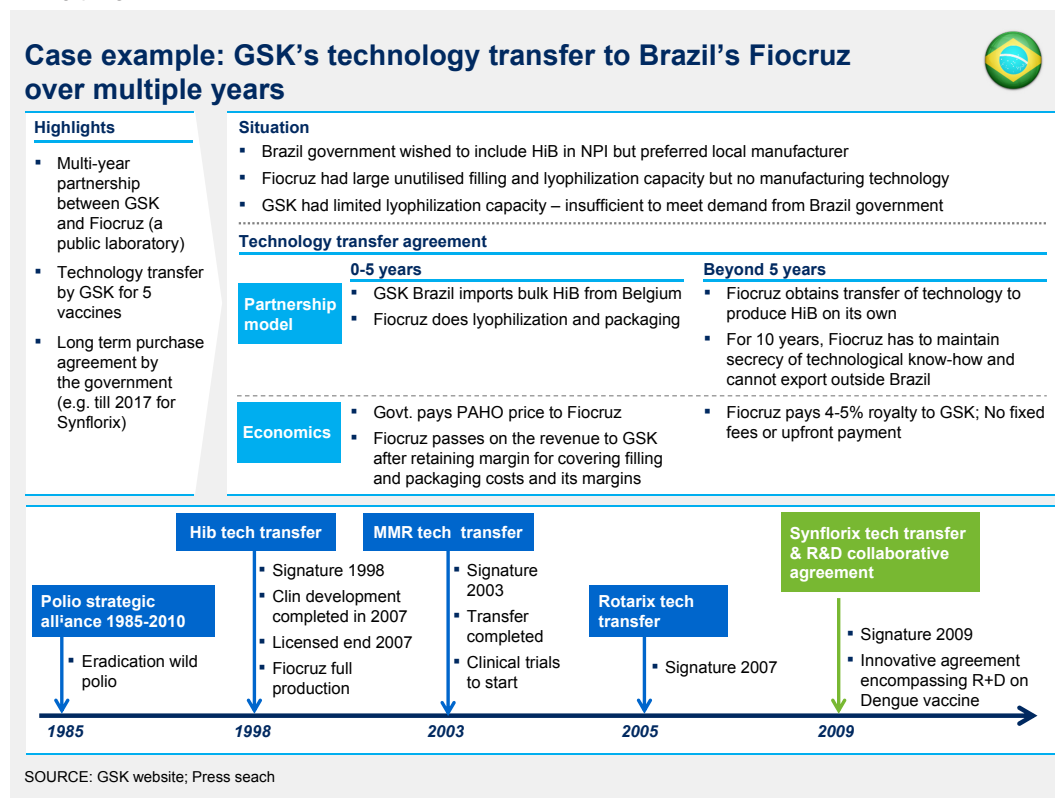 Case example: GSK's technology transfer to Brazil's Fiocruz
over multiple years
Highlights
▪ Multi-year
partnership
between GSK
and Fiocruz (a
public laboratory)
▪ Technology transfer
by GSK for 5
vaccines
▪ Long term purchase
agreement by
the government
(e.g. till 2017 for
Synflorix)
Situation
▪ Brazil government wished to include HiB in NPI but preferred local manufacturer
▪ Fiocruz had large unutilised filling and lyophilization capacity but no manufacturing technology
▪ GSK had limited lyophilization capacity – insufficient to meet demand from Brazil government
Technology transfer agreement
0-5 years
Beyond 5 years
Partnership
model
▪ GSK Brazil imports bulk HiB from Belgium
▪ Fiocruz does lyophilization and packaging
▪ Fiocruz obtains transfer of technology to
produce HiB on its own
▪ For 10 years, Fiocruz has to maintain
secrecy of technological know-how and
cannot export outside Brazil
Economics
▪ Govt. pays PAHO price to Fiocruz
▪ Fiocruz passes on the revenue to GSK
after retaining margin for covering filling
and packaging costs and its margins
▪ Fiocruz pays 4-5% royalty to GSK; No fixed
fees or upfront payment
Polio strategic
alliance 1985-2010
▪ Eradication wild
polio
Hib tech transfer
▪ Signature 1998
▪ Clin development
completed in 2007
▪ Licensed end 2007
▪ Fiocruz full
production
MMR tech transfer
▪ Signature
2003
▪ Transfer
completed
▪ Clinical trials
to start
Rotarix tech
transfer
▪ Signature 2007
Synflorix tech transfer
& R&D collaborative
agreement
▪ Signature 2009
▪ Innovative agreement
encompassing R+D on
Dengue vaccine
1985
1998
2003
2005
2009
SOURCE: GSK website; Press seach